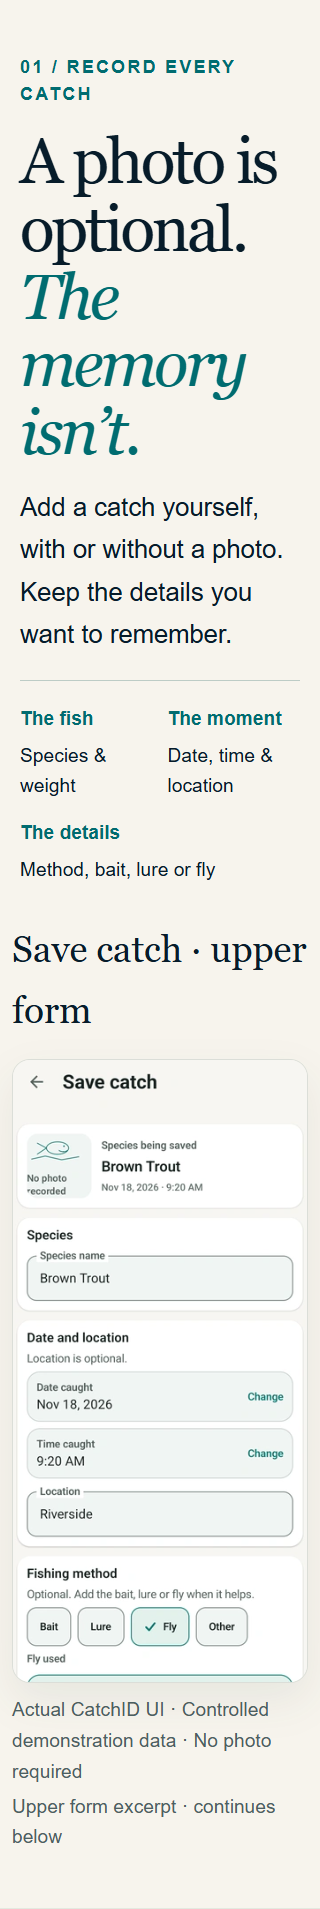 01 / RECORD EVERY
CATCH
A photo is
optional.
The
memory
isn’t.
Add a catch yourself,
with or without a photo.
Keep the details you
want to remember.
The fish
Species &
weight
The moment
Date, time &
location
The details
Method, bait, lure or fly
Save catch · upper
form
← Save catch
No photo
recorded
Species being saved
Brown Trout
Nov 18, 2026 · 9:20 AM
Species
Species name
Brown Trout
Date and location
Location is optional.
Date caught
Nov 18, 2026
Change
Time caught
9:20 AM
Change
Location
Riverside
Fishing method
Optional. Add the bait, lure or fly when it helps.
Bait Lure ✓ Fly Other
Fly used
Actual CatchID UI · Controlled
demonstration data · No photo
required
Upper form excerpt · continues
below